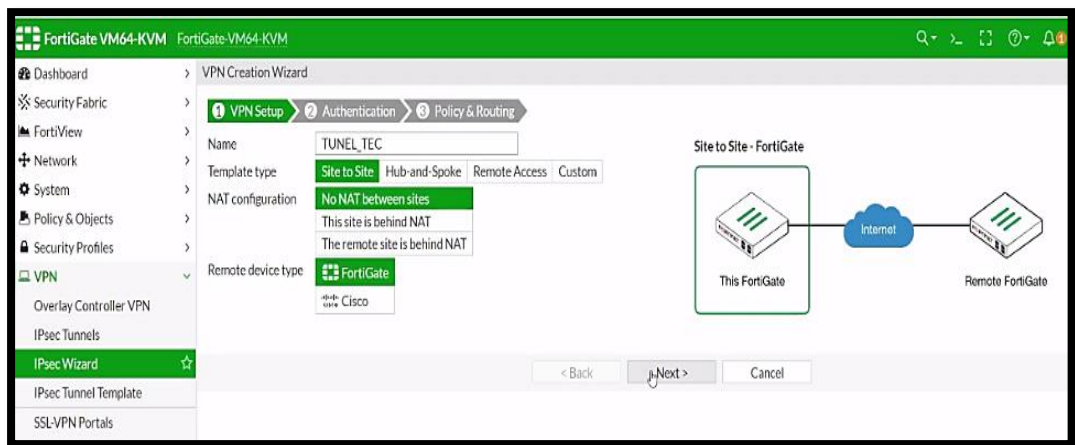 FortiGate VM64-KVM FortiGate-VM64-KVM
1
Dashboard
Security Fabric
FortiView
Network
System
Policy & Objects
Security Profiles
VPN
Overlay Controller VPN
IPsec Tunnels
IPsec Wizard
IPsec Tunnel Template
SSL-VPN Portals
VPN Creation Wizard
1 VPN Setup 2 Authentication 3 Policy & Routing
Name TUNEL_TEC
Template type Site to Site Hub-and-Spoke Remote Access Custom
NAT configuration No NAT between sites
This site is behind NAT
The remote site is behind NAT
Remote device type FortiGate
Cisco
Site to Site - FortiGate
Internet
This FortiGate Remote FortiGate
< Back Next > Cancel